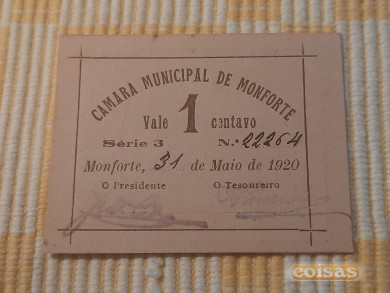 CAMARA MUNICIPAL DE MONFORTE
Vale 1 centavo
Série 3 N.º 22264
Monforte, 31 de Maio de 1920
O Presidente O Tesoureiro
coisas